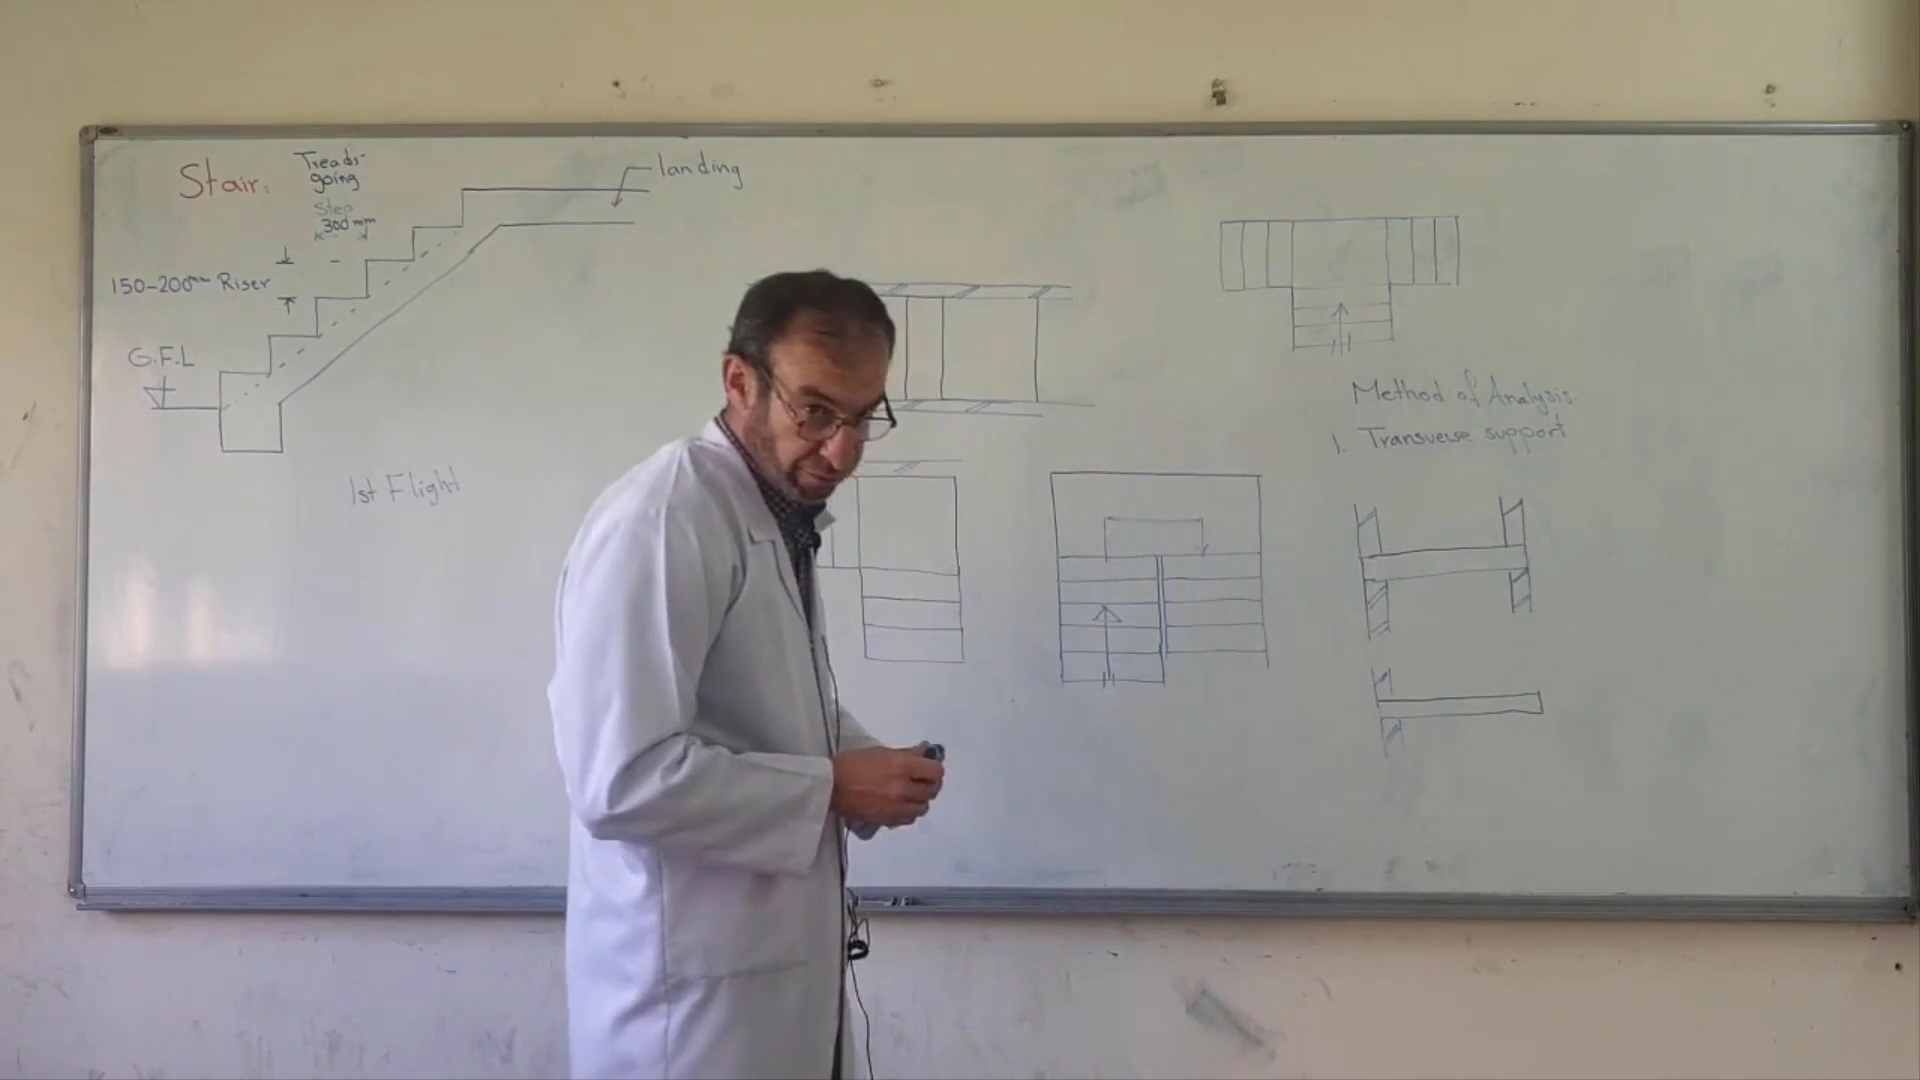 Stair:
Treads-
going
Step
300 mm
landing
150-200mm Riser
G.F.L
1st Flight
Method of Analysis.
1. Transverse support